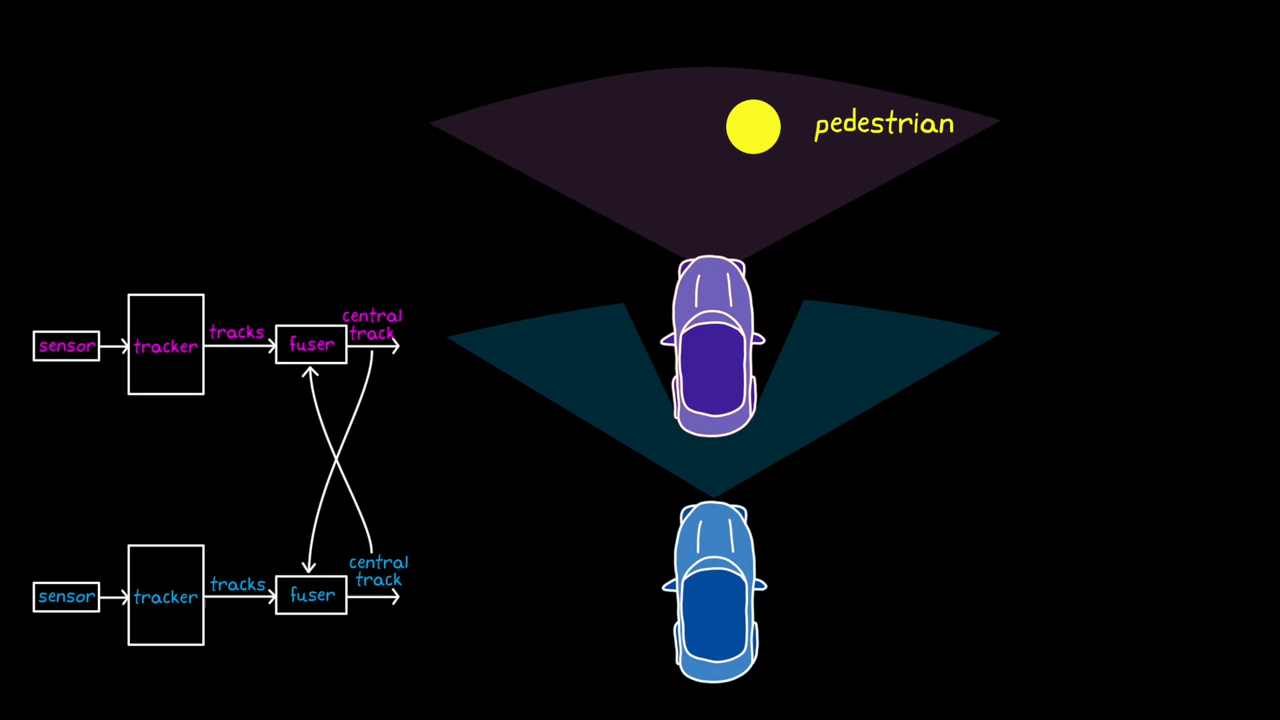 pedestrian
central
track
tracks
sensor
tracker
fuser
central
track
tracks
sensor
tracker
fuser